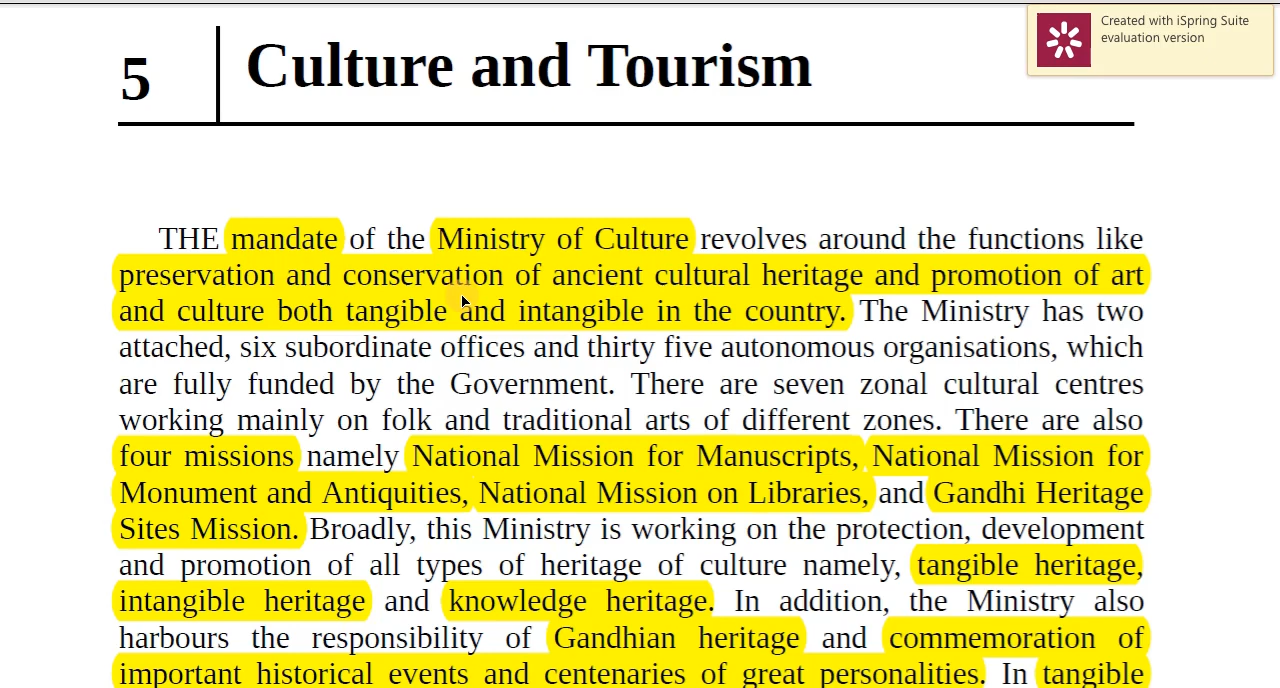 Created with iSpring Suite
evaluation version
5
Culture and Tourism
THE mandate of the Ministry of Culture revolves around the functions like
preservation and conservation of ancient cultural heritage and promotion of art
and culture both tangible and intangible in the country. The Ministry has two
attached, six subordinate offices and thirty five autonomous organisations, which
are fully funded by the Government. There are seven zonal cultural centres
working mainly on folk and traditional arts of different zones. There are also
four missions namely National Mission for Manuscripts, National Mission for
Monument and Antiquities, National Mission on Libraries, and Gandhi Heritage
Sites Mission. Broadly, this Ministry is working on the protection, development
and promotion of all types of heritage of culture namely, tangible heritage,
intangible heritage and knowledge heritage. In addition, the Ministry also
harbours the responsibility of Gandhian heritage and commemoration of
important historical events and centenaries of great personalities. In tangible